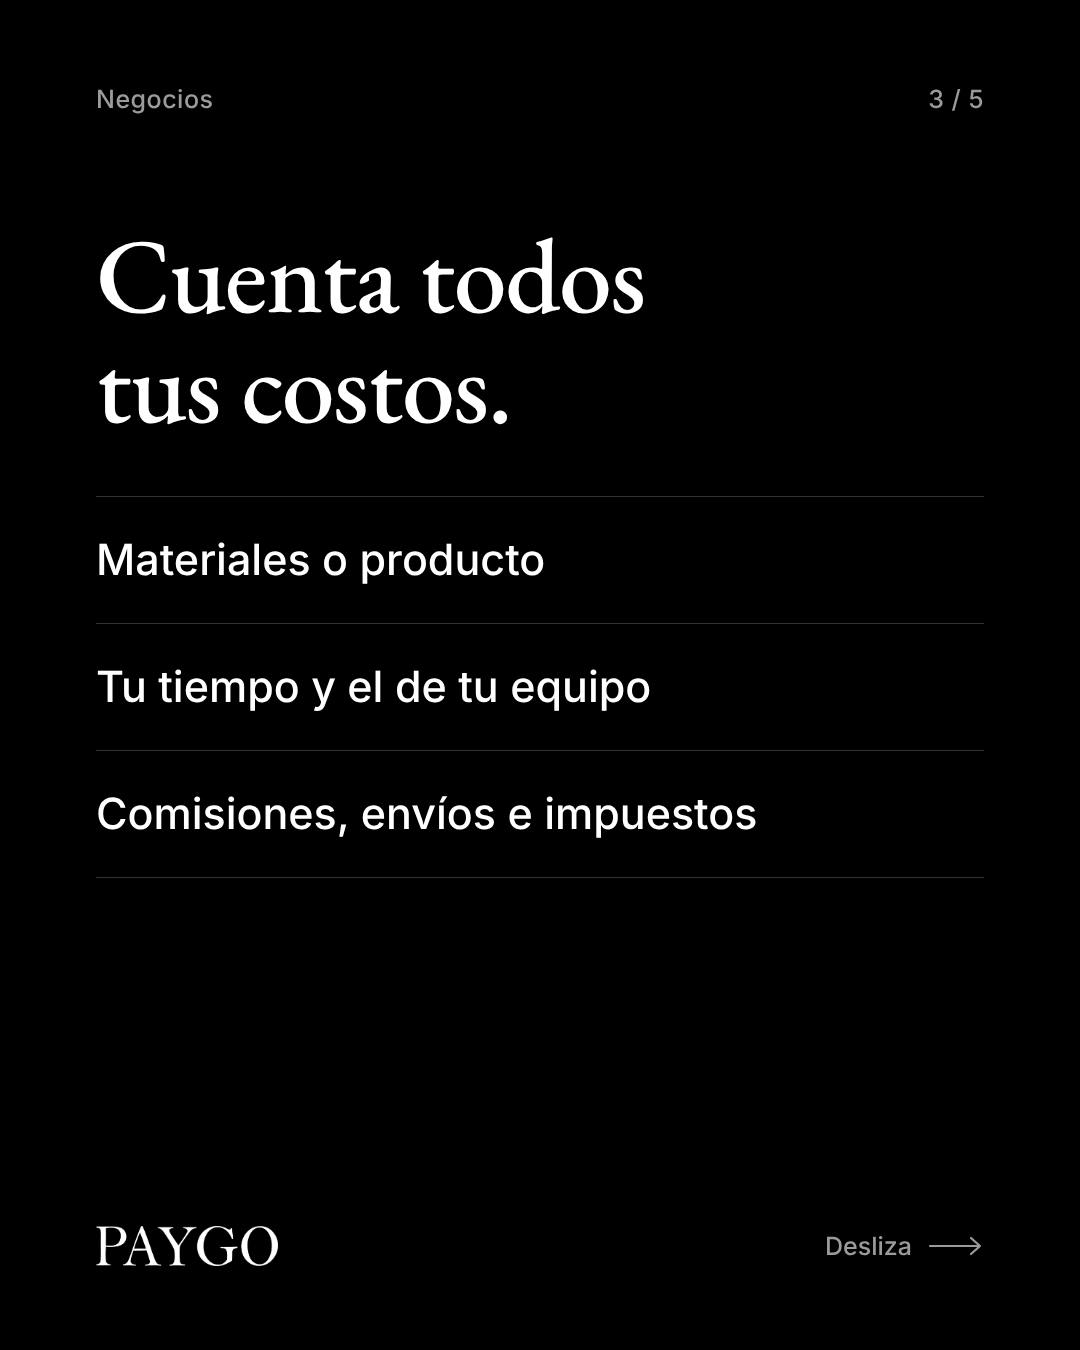 Negocios
3 / 5
Cuenta todos
tus costos.
Materiales o producto
Tu tiempo y el de tu equipo
Comisiones, envíos e impuestos
PAYGO
Desliza